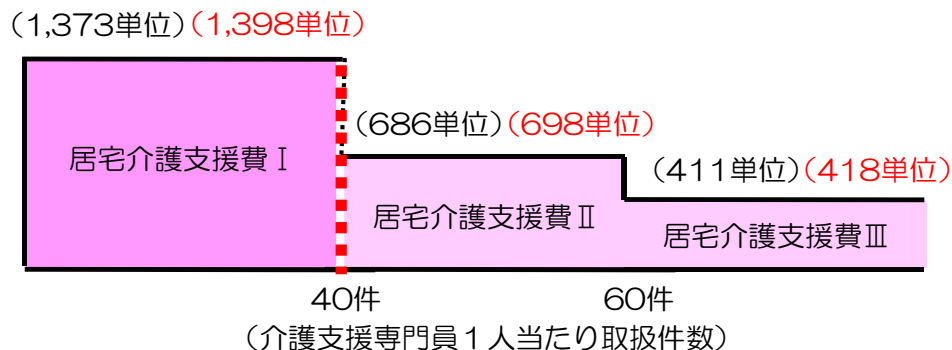 （1,373単位）（1,398単位）
（686単位）（698単位）
（411単位）（418単位）
居宅介護支援費Ⅰ
居宅介護支援費Ⅱ
居宅介護支援費Ⅲ
40件
60件
（介護支援専門員１人当たり取扱件数）